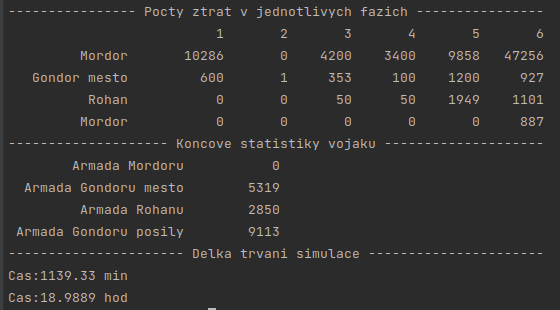 ---------------- Pocty ztrat v jednotlivych fazich ----------------
1 2 3 4 5 6
Mordor 10286 0 4200 3400 9858 47256
Gondor mesto 600 1 353 100 1200 927
Rohan 0 0 50 50 1949 1101
Mordor 0 0 0 0 0 887
-------------------- Koncove statistiky vojaku --------------------
Armada Mordoru 0
Armada Gondoru mesto 5319
Armada Rohanu 2850
Armada Gondoru posily 9113
---------------------- Delka trvani simulace ----------------------
Cas:1139.33 min
Cas:18.9889 hod